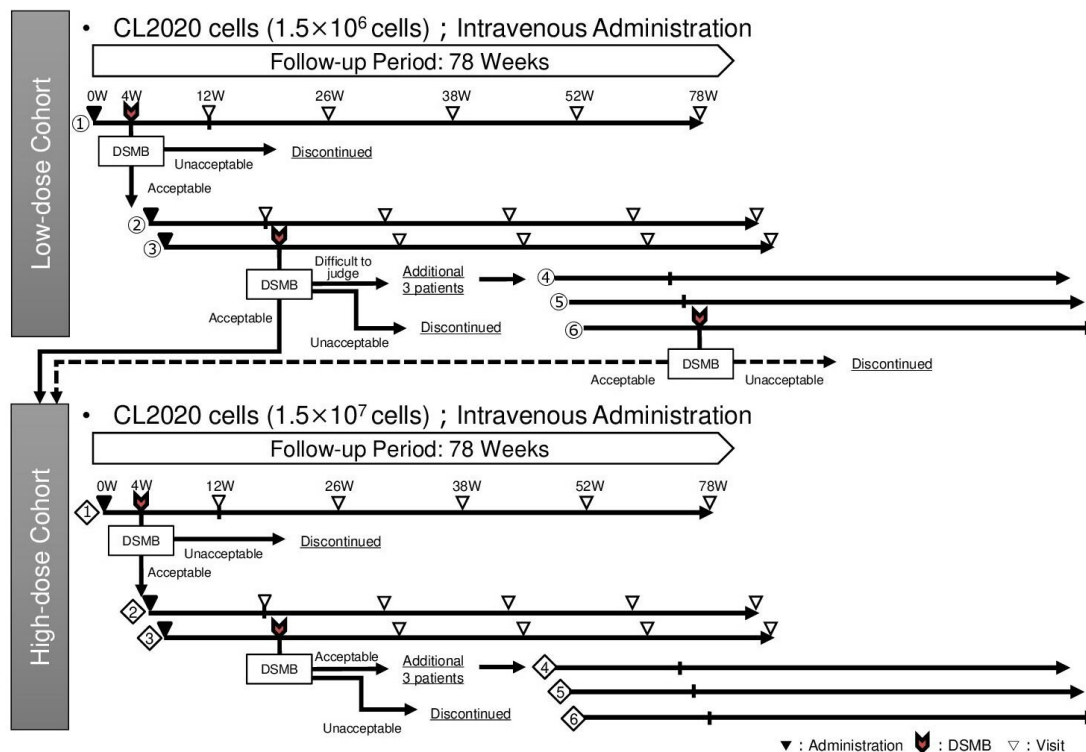 Low-dose Cohort
• CL2020 cells (1.5×10⁶ cells) ; Intravenous Administration
Follow-up Period: 78 Weeks
0W 4W 12W 26W 38W 52W 78W
①
DSMB
Unacceptable
Discontinued
Acceptable
②
③
DSMB
Difficult to
judge
Additional
3 patients
Acceptable
Unacceptable
Discontinued
④
⑤
⑥
DSMB
Acceptable
Unacceptable
Discontinued
High-dose Cohort
• CL2020 cells (1.5×10⁷ cells) ; Intravenous Administration
Follow-up Period: 78 Weeks
0W 4W 12W 26W 38W 52W 78W
1
DSMB
Unacceptable
Discontinued
Acceptable
2
3
DSMB
Acceptable
Additional
3 patients
Unacceptable
Discontinued
4
5
6
▼ : Administration : DSMB ▽ : Visit